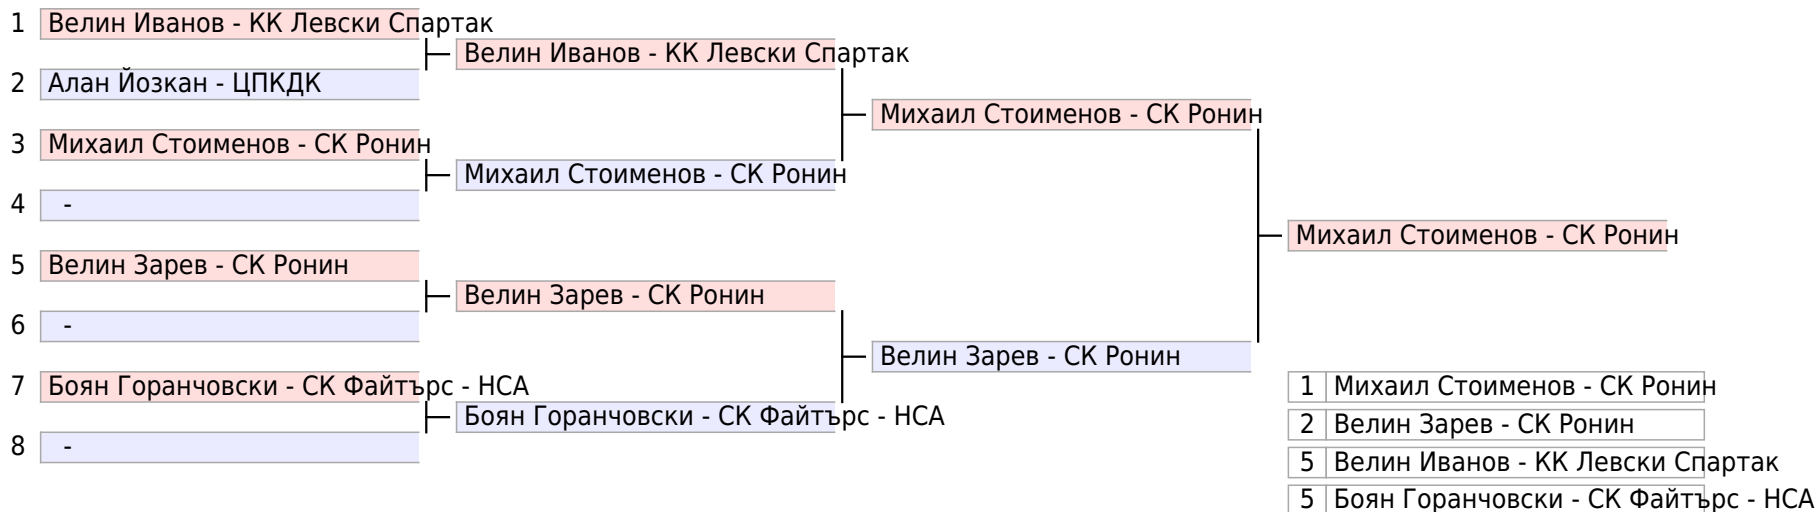 1 Велин Иванов - КК Левски Спартак
Велин Иванов - КК Левски Спартак
2 Алан Йозкан - ЦПКДК
Михаил Стоименов - СК Ронин
3 Михаил Стоименов - СК Ронин
Михаил Стоименов - СК Ронин
4 -
Михаил Стоименов - СК Ронин
5 Велин Зарев - СК Ронин
Велин Зарев - СК Ронин
6 -
Велин Зарев - СК Ронин
7 Боян Горанчовски - СК Файтърс - НСА
Боян Горанчовски - СК Файтърс - НСА
8 -
1 Михаил Стоименов - СК Ронин
2 Велин Зарев - СК Ронин
5 Велин Иванов - КК Левски Спартак
5 Боян Горанчовски - СК Файтърс - НСА